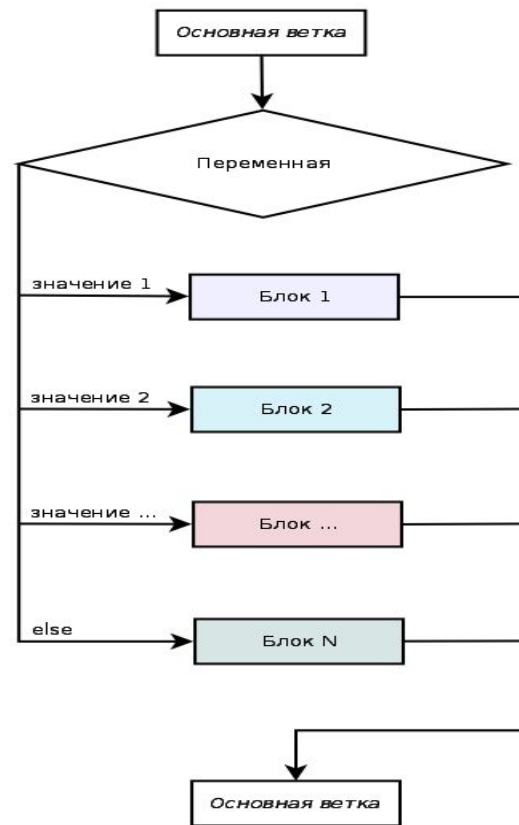 Основная ветка
Переменная
значение 1
Блок 1
значение 2
Блок 2
значение ...
Блок ...
else
Блок N
Основная ветка